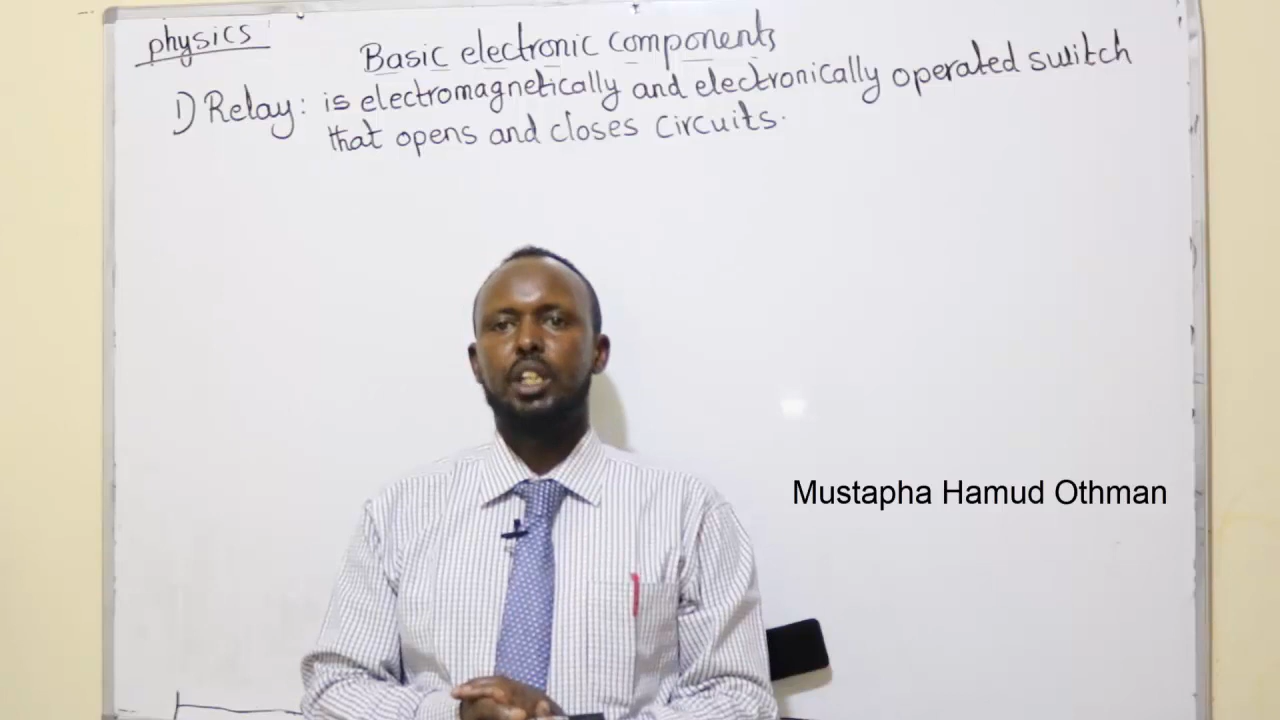 physics
Basic electronic components
1) Relay: is electromagnetically and electronically operated switch
that opens and closes circuits.
Mustapha Hamud Othman